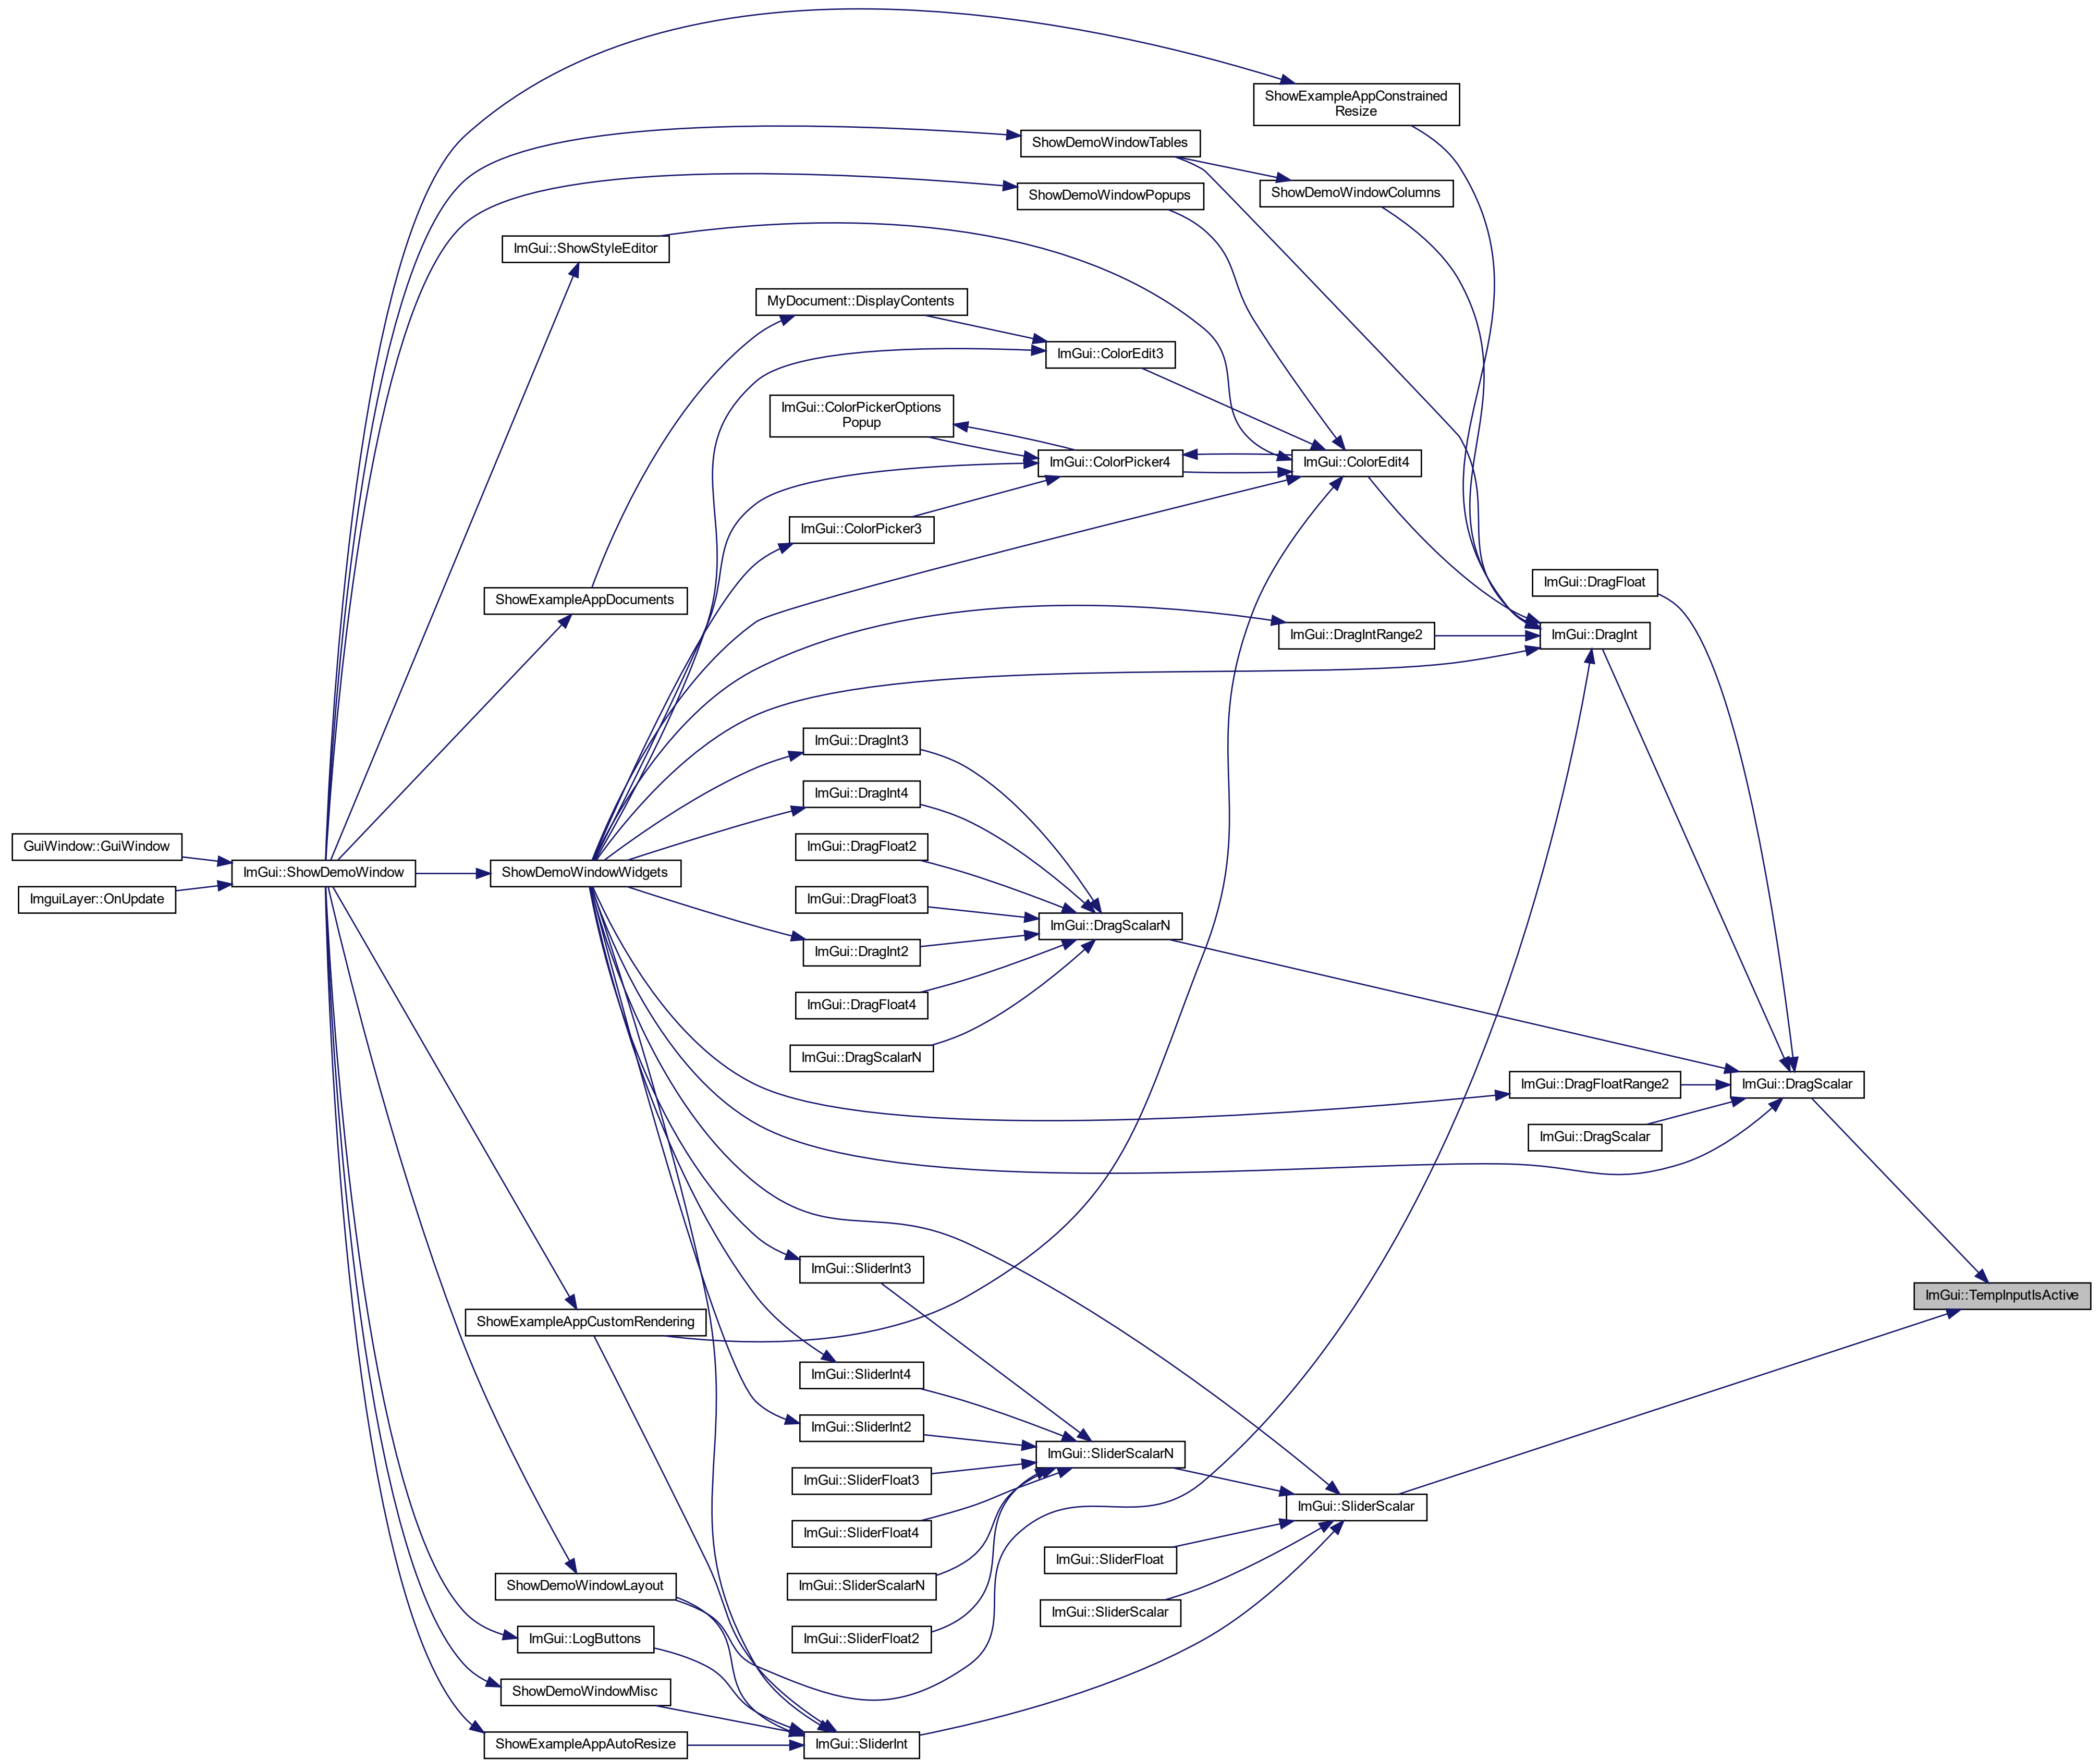 ShowExampleAppConstrained
Resize
ShowDemoWindowTables
ShowDemoWindowColumns
ShowDemoWindowPopups
ImGui::ShowStyleEditor
MyDocument::DisplayContents
ImGui::ColorEdit3
ImGui::ColorPickerOptions
Popup
ImGui::ColorPicker4
ImGui::ColorEdit4
ImGui::ColorPicker3
ImGui::DragFloat
ShowExampleAppDocuments
ImGui::DragIntRange2
ImGui::DragInt
ImGui::DragInt3
ImGui::DragInt4
GuiWindow::GuiWindow
ImGui::DragFloat2
ImGui::ShowDemoWindow
ShowDemoWindowWidgets
ImguiLayer::OnUpdate
ImGui::DragFloat3
ImGui::DragScalarN
ImGui::DragInt2
ImGui::DragFloat4
ImGui::DragScalarN
ImGui::DragFloatRange2
ImGui::DragScalar
ImGui::DragScalar
ImGui::SliderInt3
ImGui::TempInputIsActive
ShowExampleAppCustomRendering
ImGui::SliderInt4
ImGui::SliderInt2
ImGui::SliderScalarN
ImGui::SliderFloat3
ImGui::SliderScalar
ImGui::SliderFloat4
ImGui::SliderFloat
ShowDemoWindowLayout
ImGui::SliderScalarN
ImGui::SliderScalar
ImGui::LogButtons
ImGui::SliderFloat2
ShowDemoWindowMisc
ShowExampleAppAutoResize
ImGui::SliderInt